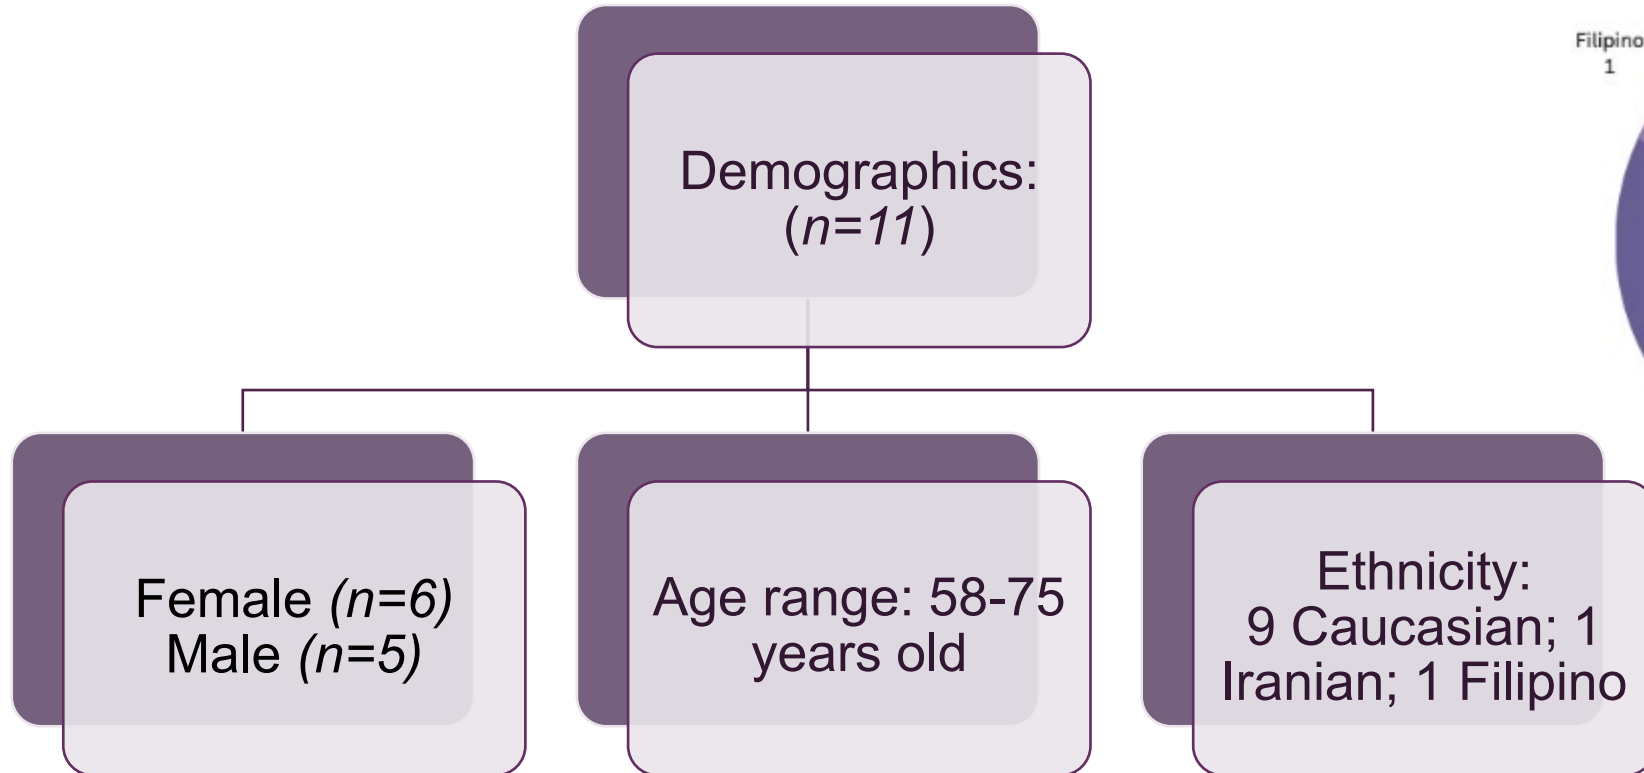 Filipino
1
Demographics:
(n=11)
Female (n=6)
Male (n=5)
Age range: 58-75
years old
Ethnicity:
9 Caucasian; 1
Iranian; 1 Filipino